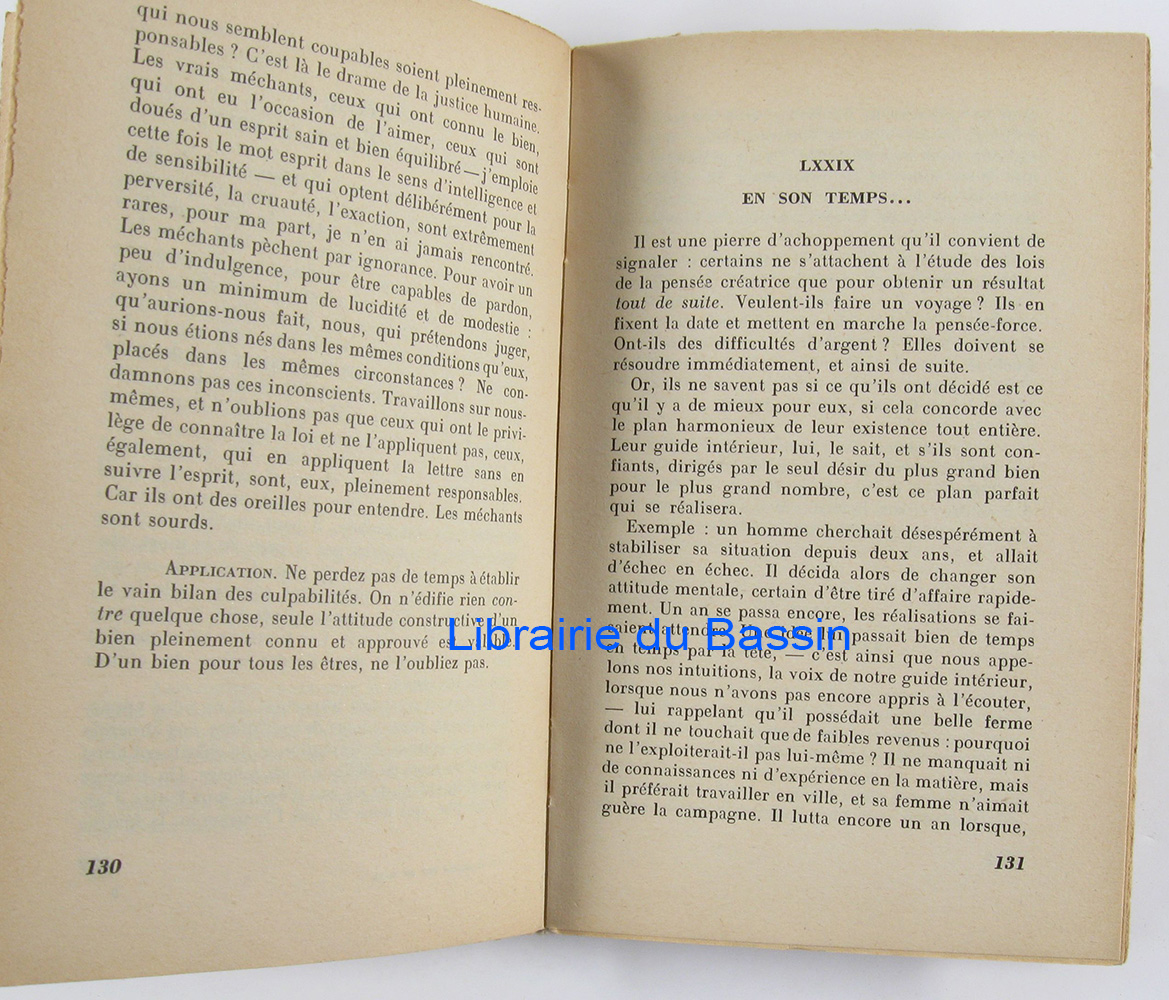 qui nous semblent coupables soient pleinement res-
ponsables ? C'est là le drame de la justice humaine.
Les vrais méchants, ceux qui ont connu le bien,
qui ont eu l'occasion de l'aimer, ceux qui sont
doués d'un esprit sain et bien équilibré — j'emploie
cette fois le mot esprit dans le sens d'intelligence et
de sensibilité — et qui optent délibérément pour la
perversité, la cruauté, l'exaction, sont extrêmement
rares, pour ma part, je n'en ai jamais rencontré.
Les méchants pèchent par ignorance. Pour avoir un
peu d'indulgence, pour être capables de pardon,
ayons un minimum de lucidité et de modestie :
qu'aurions-nous fait, nous, qui prétendons juger,
si nous étions nés dans les mêmes conditions qu'eux,
placés dans les mêmes circonstances ? Ne con-
damnons pas ces inconscients. Travaillons sur nous-
mêmes, et n'oublions pas que ceux qui ont le privi-
lège de connaître la loi et ne l'appliquent pas, ceux,
également, qui en appliquent la lettre sans en
suivre l'esprit, sont, eux, pleinement responsables.
Car ils ont des oreilles pour entendre. Les méchants
sont sourds.
APPLICATION. Ne perdez pas de temps à établir
le vain bilan des culpabilités. On n'édifie rien con-
tre quelque chose, seule l'attitude constructive d'un
bien pleinement connu et approuvé est
D'un bien pour tous les êtres, ne l'oubliez pas.
130
LXXIX
EN SON TEMPS...
Il est une pierre d'achoppement qu'il convient de
signaler : certains ne s'attachent à l'étude des lois
de la pensée créatrice que pour obtenir un résultat
tout de suite. Veulent-ils faire un voyage ? Ils en
fixent la date et mettent en marche la pensée-force.
Ont-ils des difficultés d'argent ? Elles doivent se
résoudre immédiatement, et ainsi de suite.
Or, ils ne savent pas si ce qu'ils ont décidé est ce
qu'il y a de mieux pour eux, si cela concorde avec
le plan harmonieux de leur existence tout entière.
Leur guide intérieur, lui, le sait, et s'ils sont con-
fiants, dirigés par le seul désir du plus grand bien
pour le plus grand nombre, c'est ce plan parfait
qui se réalisera.
Exemple : un homme cherchait désespérément à
stabiliser sa situation depuis deux ans, et allait
d'échec en échec. Il décida alors de changer son
attitude mentale, certain d'être tiré d'affaire rapide-
ment. Un an se passa encore, les réalisations se fai-
saient attendre. Une idée lui passait bien de temps
en temps par la tête, — c'est ainsi que nous appe-
lons nos intuitions, la voix de notre guide intérieur,
lorsque nous n'avons pas encore appris à l'écouter,
— lui rappelant qu'il possédait une belle ferme
dont il ne touchait que de faibles revenus : pourquoi
ne l'exploiterait-il pas lui-même ? Il ne manquait ni
de connaissances ni d'expérience en la matière, mais
il préférait travailler en ville, et sa femme n'aimait
guère la campagne. Il lutta encore un an lorsque,
131
Librairie du Bassin